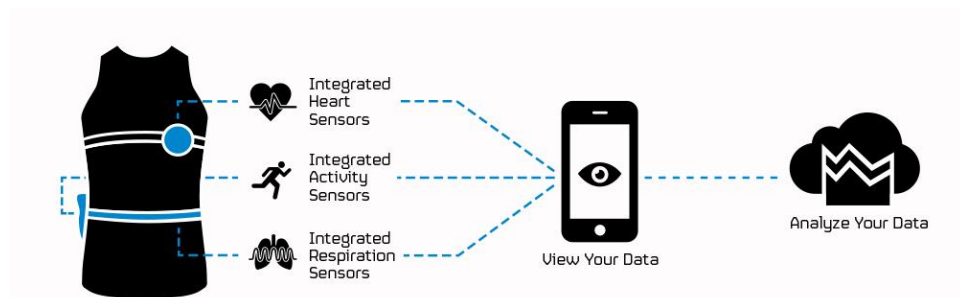 Integrated
Heart
Sensors
Integrated
Activity
Sensors
Integrated
Respiration
Sensors
View Your Data
Analyze Your Data